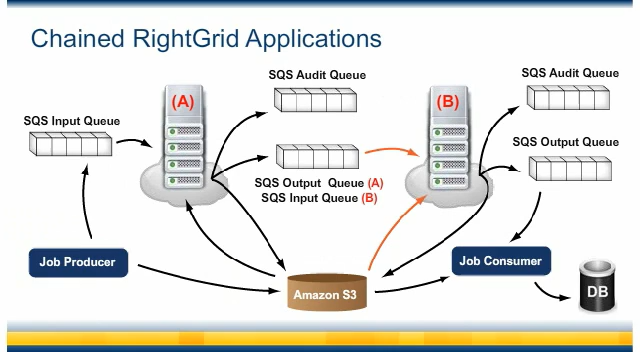 Chained RightGrid Applications
SQS Audit Queue
SQS Audit Queue
(A)
(B)
SQS Input Queue
SQS Output Queue
SQS Output Queue (A)
SQS Input Queue (B)
Job Producer
Job Consumer
Amazon S3
DB